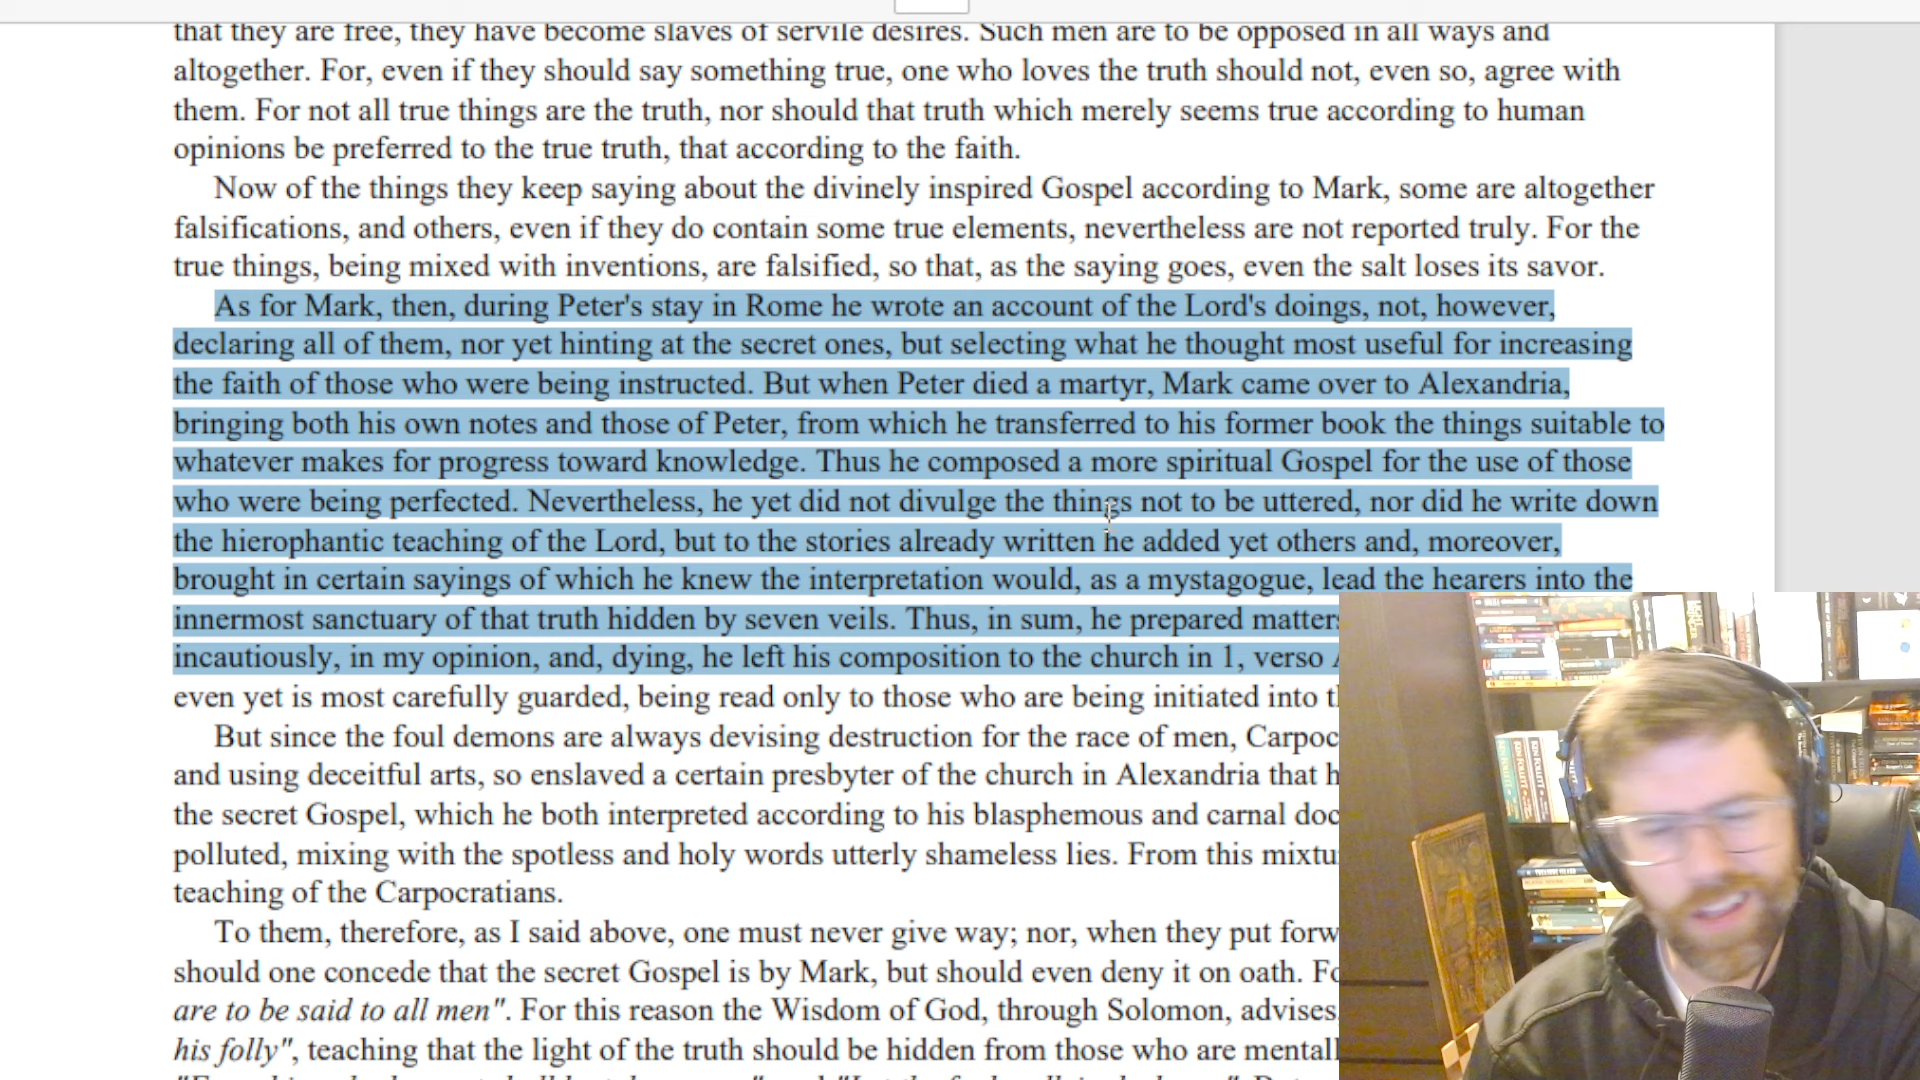 that they are free, they have become slaves of servile desires. Such men are to be opposed in all ways and
altogether. For, even if they should say something true, one who loves the truth should not, even so, agree with
them. For not all true things are the truth, nor should that truth which merely seems true according to human
opinions be preferred to the true truth, that according to the faith.
Now of the things they keep saying about the divinely inspired Gospel according to Mark, some are altogether
falsifications, and others, even if they do contain some true elements, nevertheless are not reported truly. For the
true things, being mixed with inventions, are falsified, so that, as the saying goes, even the salt loses its savor.
As for Mark, then, during Peter's stay in Rome he wrote an account of the Lord's doings, not, however,
declaring all of them, nor yet hinting at the secret ones, but selecting what he thought most useful for increasing
the faith of those who were being instructed. But when Peter died a martyr, Mark came over to Alexandria,
bringing both his own notes and those of Peter, from which he transferred to his former book the things suitable to
whatever makes for progress toward knowledge. Thus he composed a more spiritual Gospel for the use of those
who were being perfected. Nevertheless, he yet did not divulge the things not to be uttered, nor did he write down
the hierophantic teaching of the Lord, but to the stories already written he added yet others and, moreover,
brought in certain sayings of which he knew the interpretation would, as a mystagogue, lead the hearers into the
innermost sanctuary of that truth hidden by seven veils. Thus, in sum, he prepared matters
incautiously, in my opinion, and, dying, he left his composition to the church in 1, verso
even yet is most carefully guarded, being read only to those who are being initiated into
But since the foul demons are always devising destruction for the race of men, Carpoc
and using deceitful arts, so enslaved a certain presbyter of the church in Alexandria that
the secret Gospel, which he both interpreted according to his blasphemous and carnal doc
polluted, mixing with the spotless and holy words utterly shameless lies. From this mixtu
teaching of the Carpocratians.
To them, therefore, as I said above, one must never give way; nor, when they put forw
should one concede that the secret Gospel is by Mark, but should even deny it on oath.
are to be said to all men". For this reason the Wisdom of God, through Solomon, advises
his folly", teaching that the light of the truth should be hidden from those who are mentall
KEN FOLLETT